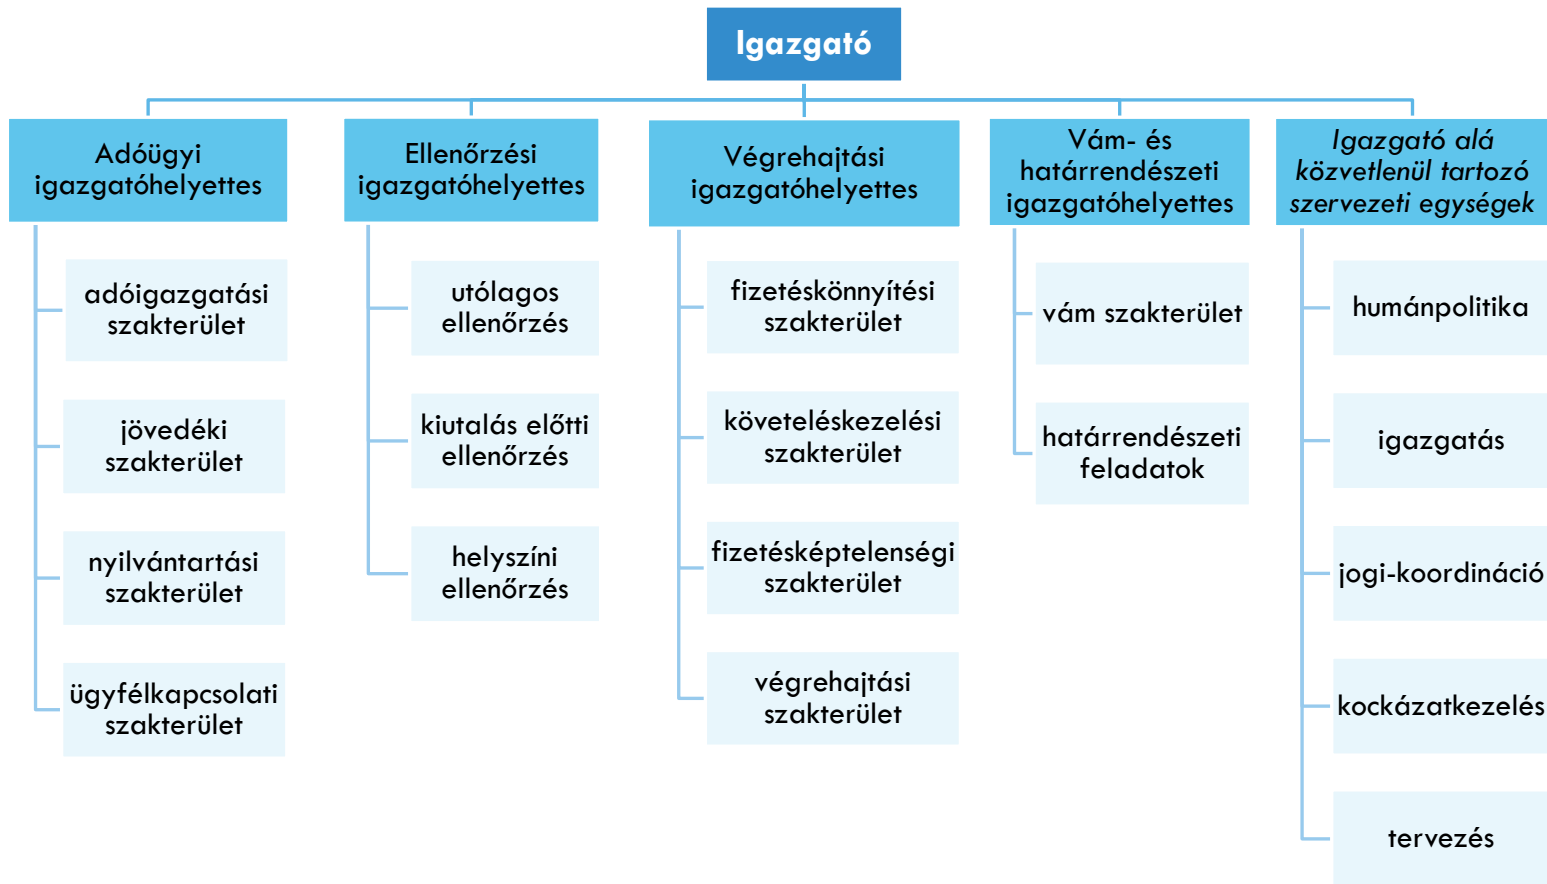 Igazgató
Adóügyi
igazgatóhelyettes
adóigazgatási
szakterület
jövedéki
szakterület
nyilvántartási
szakterület
ügyfélkapcsolati
szakterület
Ellenőrzési
igazgatóhelyettes
utólagos
ellenőrzés
kiutalás előtti
ellenőrzés
helyszíni
ellenőrzés
Végrehajtási
igazgatóhelyettes
fizetéskönnyítési
szakterület
követeléskezelési
szakterület
fizetésképtelenségi
szakterület
végrehajtási
szakterület
Vám- és
határrendészeti
igazgatóhelyettes
vám szakterület
határrendészeti
feladatok
Igazgató alá
közvetlenül tartozó
szervezeti egységek
humánpolitika
igazgatás
jogi-koordináció
kockázatkezelés
tervezés